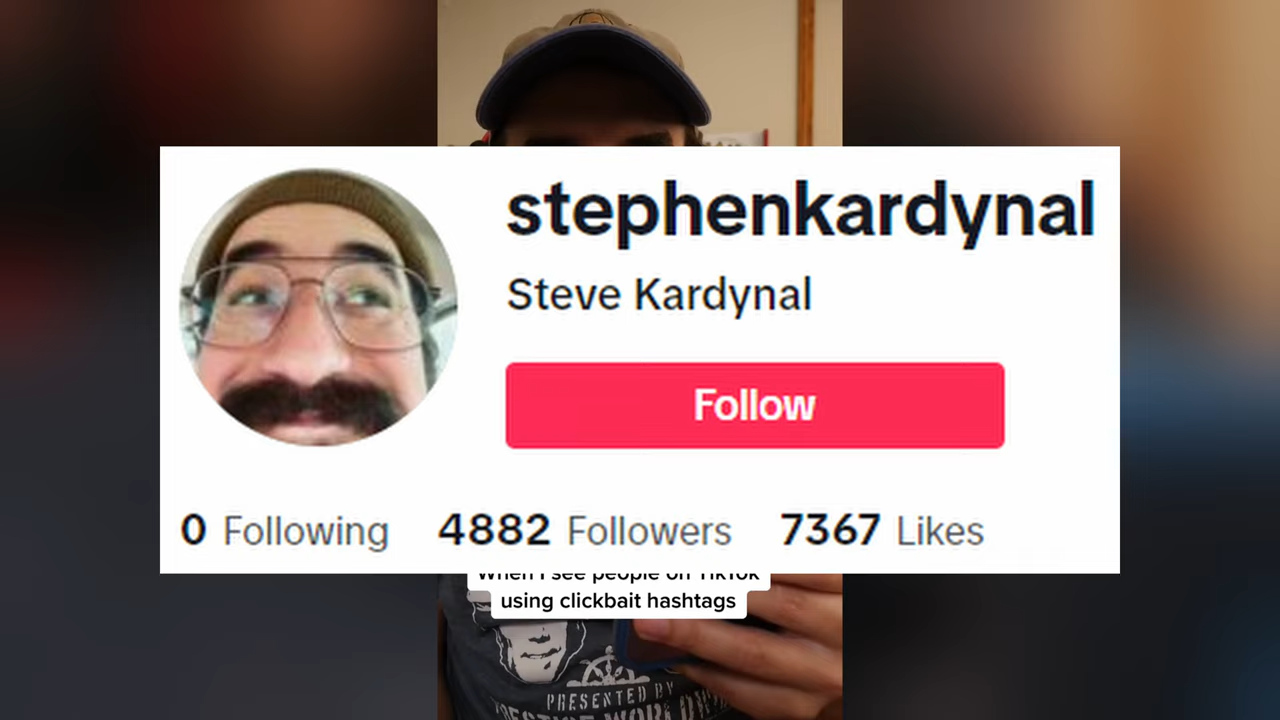 stephenkardynal
Steve Kardynal
Follow
0 Following 4882 Followers 7367 Likes
When I see people on TikTok
using clickbait hashtags
PRESENTED BY